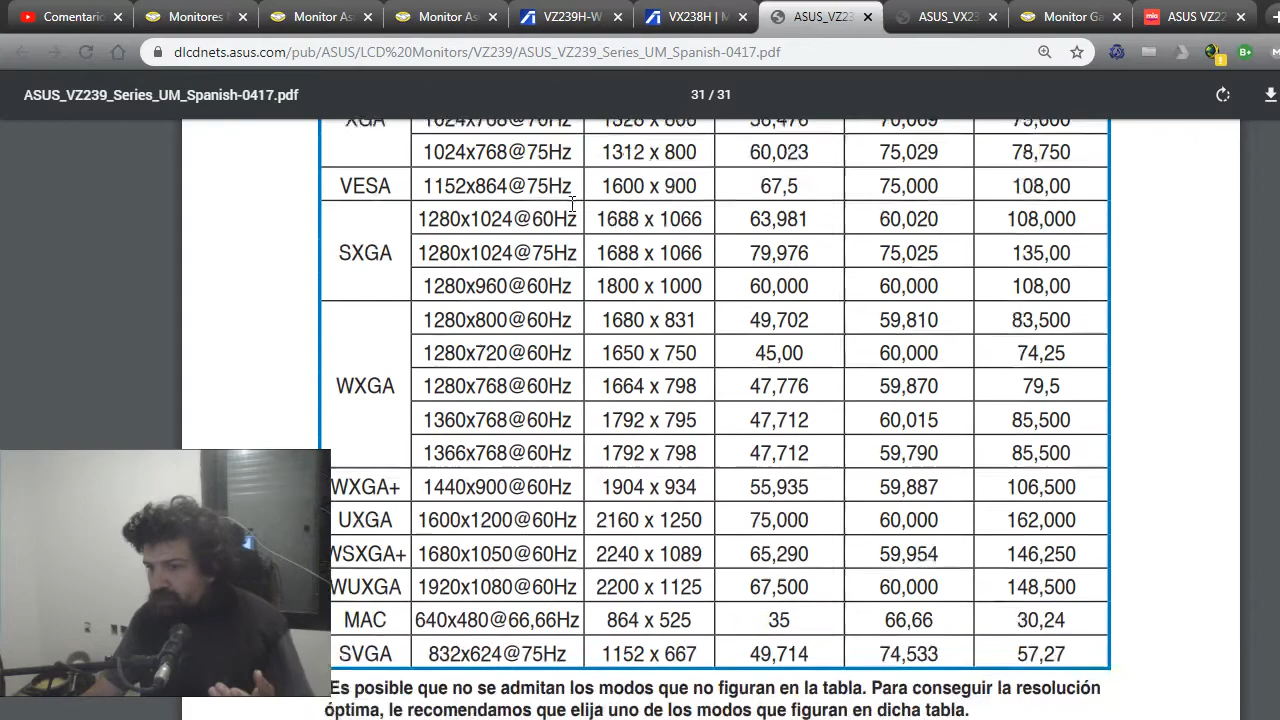 Comentario
Monitores
Monitor As
Monitor As
VZ239H-W
VX238H | M
ASUS_VZ23
ASUS_VX23
Monitor Ga
mio ASUS VZ22
dlcdnets.asus.com/pub/ASUS/LCD%20Monitors/VZ239/ASUS_VZ239_Series_UM_Spanish-0417.pdf
ASUS_VZ239_Series_UM_Spanish-0417.pdf 31 / 31
XGA 1024x768@70Hz 1328 x 806 56,476 70,069 75,000
1024x768@75Hz 1312 x 800 60,023 75,029 78,750
VESA 1152x864@75Hz 1600 x 900 67,5 75,000 108,00
1280x1024@60Hz 1688 x 1066 63,981 60,020 108,000
SXGA 1280x1024@75Hz 1688 x 1066 79,976 75,025 135,00
1280x960@60Hz 1800 x 1000 60,000 60,000 108,00
1280x800@60Hz 1680 x 831 49,702 59,810 83,500
1280x720@60Hz 1650 x 750 45,00 60,000 74,25
WXGA 1280x768@60Hz 1664 x 798 47,776 59,870 79,5
1360x768@60Hz 1792 x 795 47,712 60,015 85,500
1366x768@60Hz 1792 x 798 47,712 59,790 85,500
WXGA+ 1440x900@60Hz 1904 x 934 55,935 59,887 106,500
UXGA 1600x1200@60Hz 2160 x 1250 75,000 60,000 162,000
WSXGA+ 1680x1050@60Hz 2240 x 1089 65,290 59,954 146,250
WUXGA 1920x1080@60Hz 2200 x 1125 67,500 60,000 148,500
MAC 640x480@66,66Hz 864 x 525 35 66,66 30,24
SVGA 832x624@75Hz 1152 x 667 49,714 74,533 57,27
Es posible que no se admitan los modos que no figuran en la tabla. Para conseguir la resolución
óptima, le recomendamos que elija uno de los modos que figuran en dicha tabla.